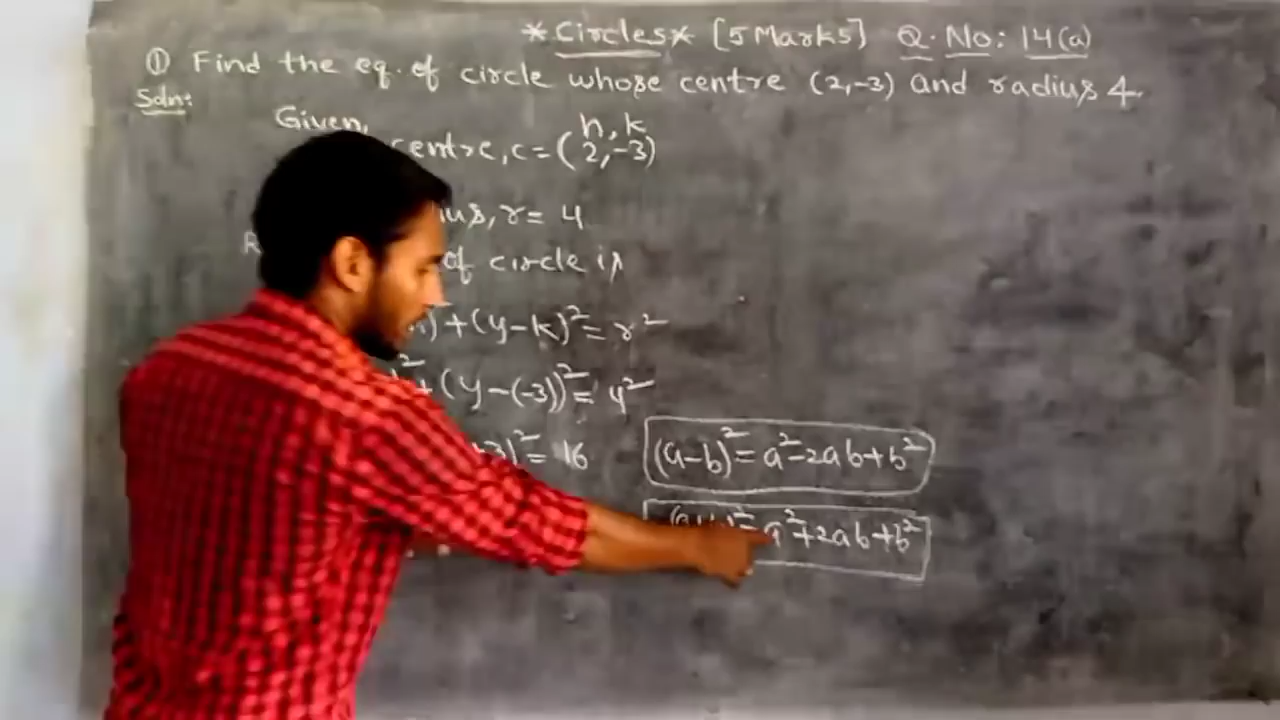 *Circles* [5 Marks] Q. No: 14(a)
① Find the eq. of circle whose centre (2,-3) and radius 4.
Soln:
Given,
h, k
centre, c = (2,-3)
r = 4
of circle is
+ (y-k)² = r²
+ (y-(-3))² = 4²
3)² = 16
(a-b)² = a²-2ab+b²
a²+2ab+b²